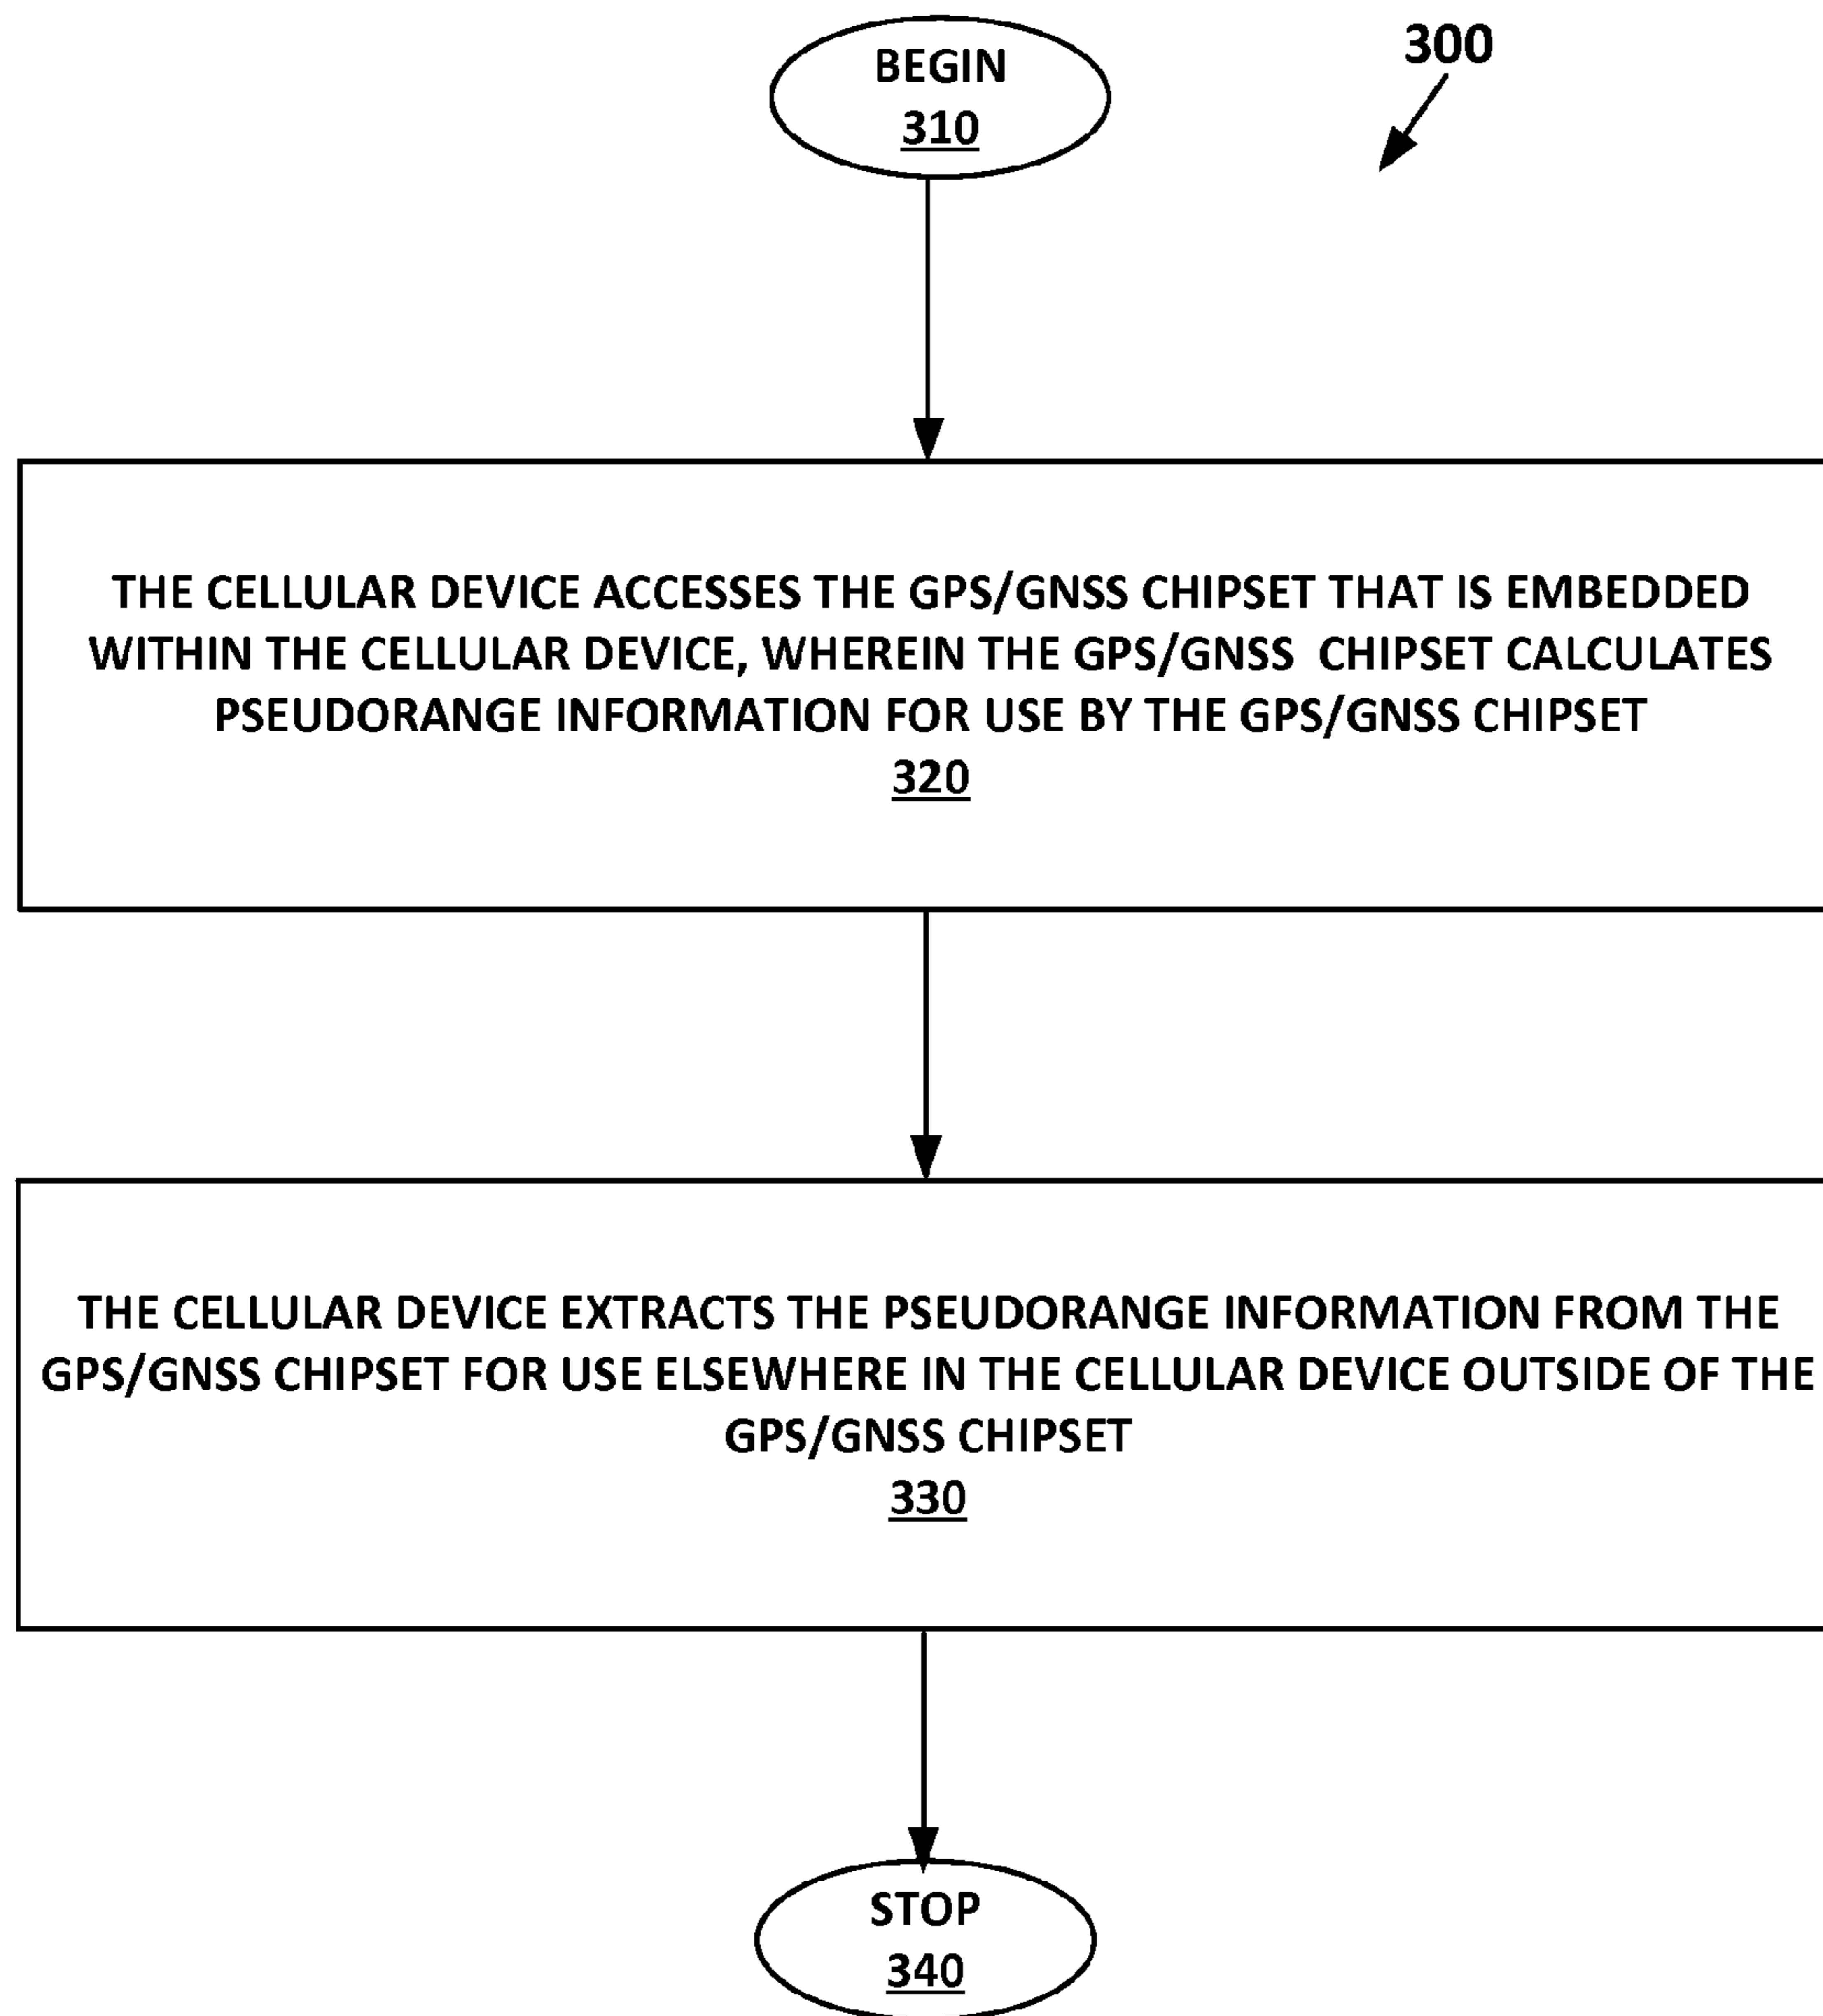 BEGIN
310
300
THE CELLULAR DEVICE ACCESSES THE GPS/GNSS CHIPSET THAT IS EMBEDDED
WITHIN THE CELLULAR DEVICE, WHEREIN THE GPS/GNSS CHIPSET CALCULATES
PSEUDORANGE INFORMATION FOR USE BY THE GPS/GNSS CHIPSET
320
THE CELLULAR DEVICE EXTRACTS THE PSEUDORANGE INFORMATION FROM THE
GPS/GNSS CHIPSET FOR USE ELSEWHERE IN THE CELLULAR DEVICE OUTSIDE OF THE
GPS/GNSS CHIPSET
330
STOP
340